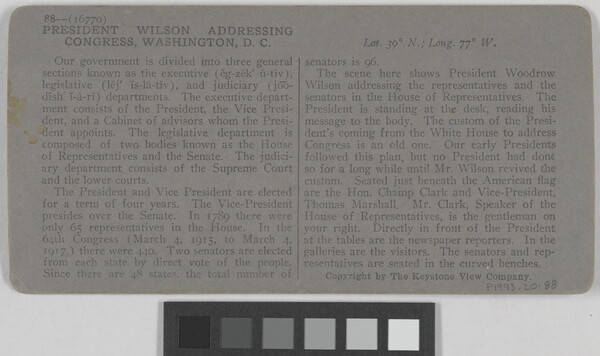 88—(16770)
PRESIDENT WILSON ADDRESSING
CONGRESS, WASHINGTON, D. C.
Lat. 39° N.; Long. 77° W.
Our government is divided into three general
sections known as the executive (ĕg-zĕk′ ů-tiv),
legislative (lĕj′ ĭs-lā-tiv), and judiciary (jōō-
dish′ ĭ-ā-ri) departments. The executive depart-
ment consists of the President, the Vice Presi-
dent, and a Cabinet of advisors whom the Presi-
dent appoints. The legislative department is
composed of two bodies known as the House
of Representatives and the Senate. The judici-
ary department consists of the Supreme Court
and the lower courts.
The President and Vice President are elected
for a term of four years. The Vice-President
presides over the Senate. In 1789 there were
only 65 representatives in the House. In the
64th Congress (March 4, 1915, to March 4,
1917,) there were 440. Two senators are elected
from each state by direct vote of the people.
Since there are 48 states, the total number of
senators is 96.
The scene here shows President Woodrow
Wilson addressing the representatives and the
senators in the House of Representatives. The
President is standing at the desk, reading his
message to the body. The custom of the Presi-
dent's coming from the White House to address
Congress is an old one. Our early Presidents
followed this plan, but no President had done
so for a long while until Mr. Wilson revived the
custom. Seated just beneath the American flag
are the Hon. Champ Clark and Vice-President,
Thomas Marshall. Mr. Clark, Speaker of the
House of Representatives, is the gentleman on
your right. Directly in front of the President
at the tables are the newspaper reporters. In the
galleries are the visitors. The senators and rep-
resentatives are seated in the curved benches.
Copyright by The Keystone View Company.
P1993.20.88